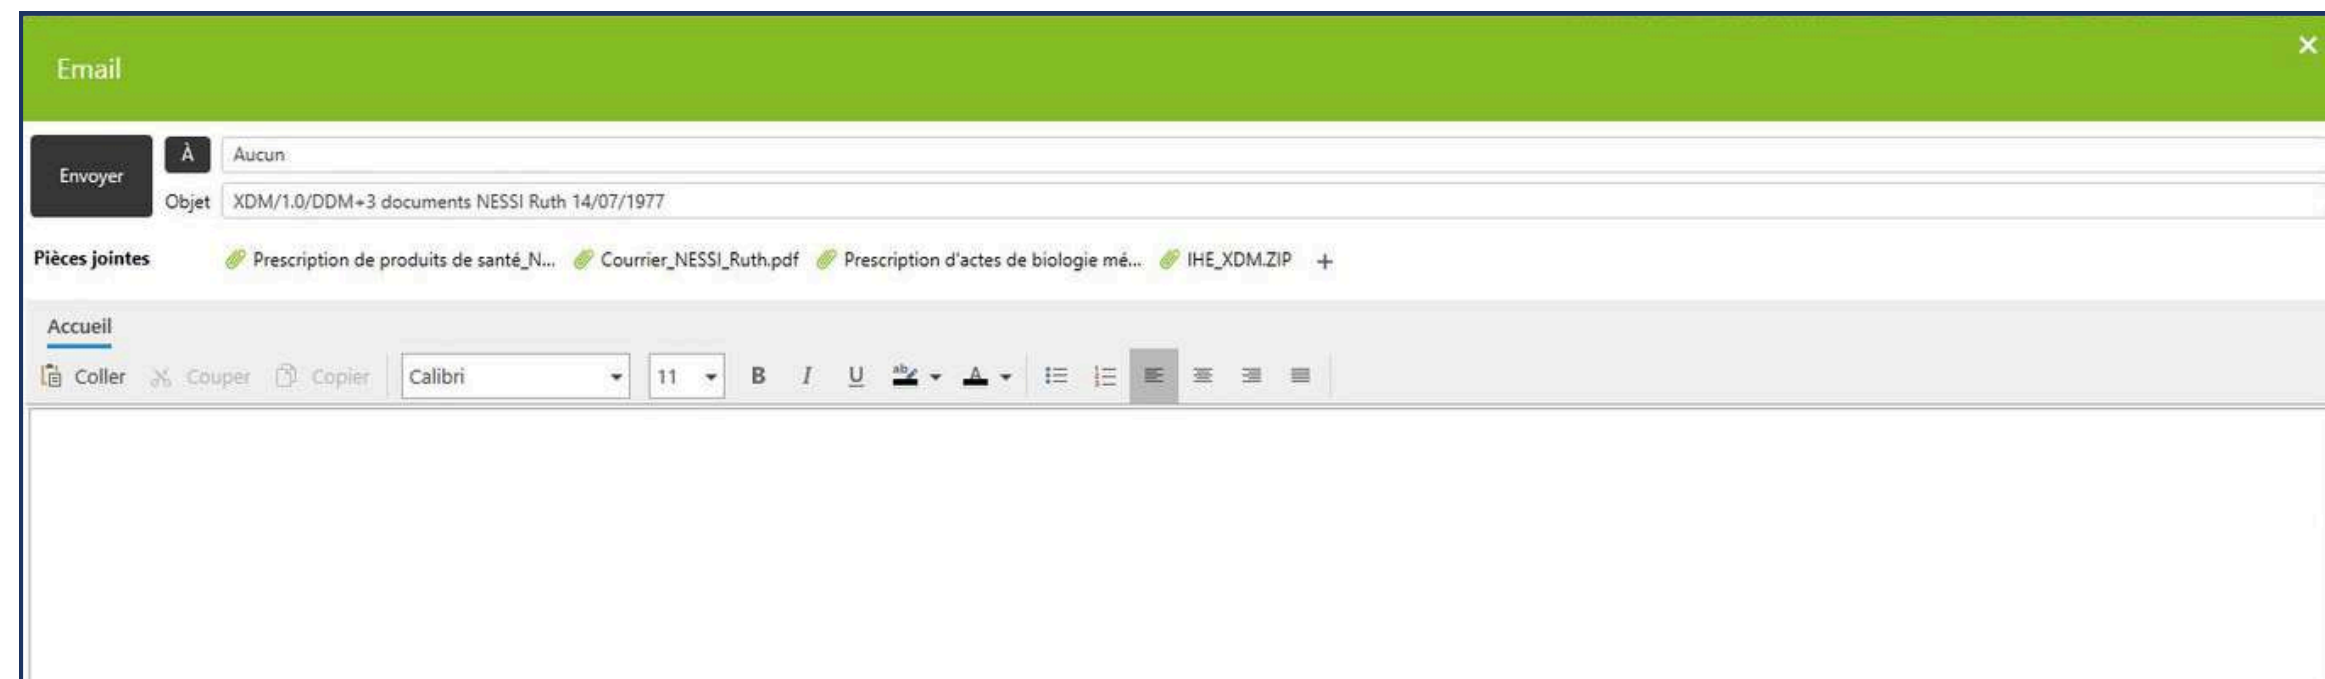 Email
Envoyer
À Aucun
Objet XDM/1.0/DDM+3 documents NESSI Ruth 14/07/1977
Pièces jointes Prescription de produits de santé_N... Courrier_NESSI_Ruth.pdf Prescription d'actes de biologie mé... IHE_XDM.ZIP +
Accueil
Coller Couper Copier Calibri 11 B I U